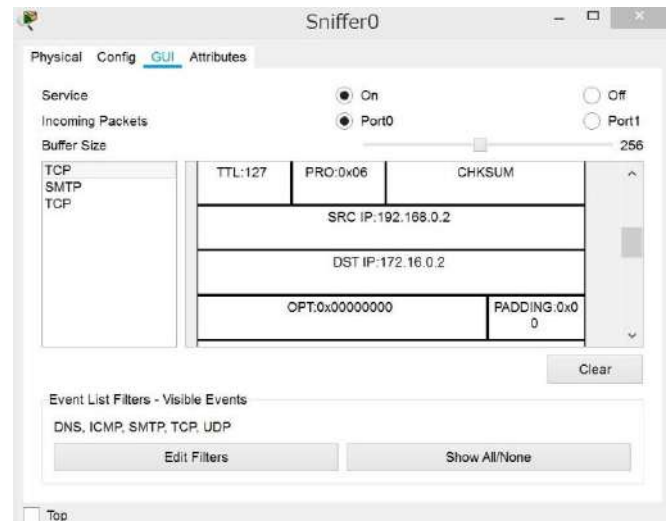 Sniffer0
Physical Config GUI Attributes
Service On Off
Incoming Packets Port0 Port1
Buffer Size 256
TCP
SMTP
TCP
TTL:127 PRO:0x06 CHKSUM
SRC IP:192.168.0.2
DST IP:172.16.0.2
OPT:0x00000000 PADDING:0x0
0
Clear
Event List Filters - Visible Events
DNS, ICMP, SMTP, TCP, UDP
Edit Filters Show All/None
Top